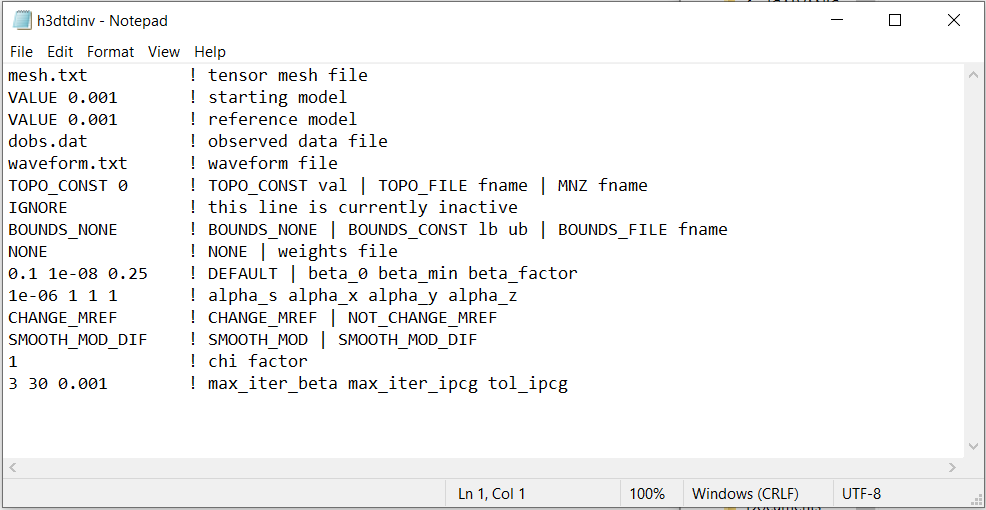 h3dtdinv - Notepad
File Edit Format View Help
mesh.txt ! tensor mesh file
VALUE 0.001 ! starting model
VALUE 0.001 ! reference model
dobs.dat ! observed data file
waveform.txt ! waveform file
TOPO_CONST 0 ! TOPO_CONST val | TOPO_FILE fname | MNZ fname
IGNORE ! this line is currently inactive
BOUNDS_NONE ! BOUNDS_NONE | BOUNDS_CONST lb ub | BOUNDS_FILE fname
NONE ! NONE | weights file
0.1 1e-08 0.25 ! DEFAULT | beta_0 beta_min beta_factor
1e-06 1 1 1 ! alpha_s alpha_x alpha_y alpha_z
CHANGE_MREF ! CHANGE_MREF | NOT_CHANGE_MREF
SMOOTH_MOD_DIF ! SMOOTH_MOD | SMOOTH_MOD_DIF
1 ! chi factor
3 30 0.001 ! max_iter_beta max_iter_ipcg tol_ipcg
Ln 1, Col 1 100% Windows (CRLF) UTF-8